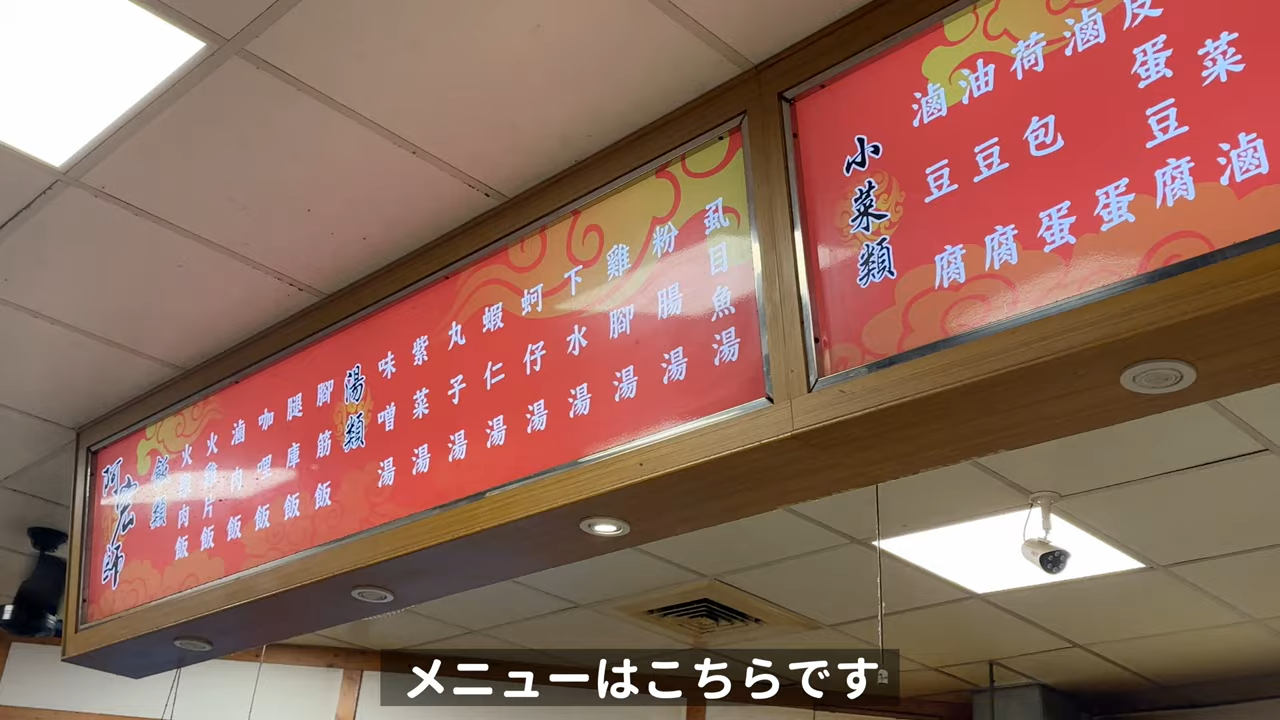 阿宏師
飯類
火雞肉飯
火雞片飯
滷肉飯
咖哩飯
腿庫飯
腳筋飯
湯類
味噌湯
紫菜湯
丸子湯
蝦仁湯
蚵仔湯
下水湯
雞腳湯
粉腸湯
虱目魚湯
小菜類
滷豆腐
油豆腐
荷包蛋
滷蛋
皮蛋豆腐
菜滷
メニューはこちらです